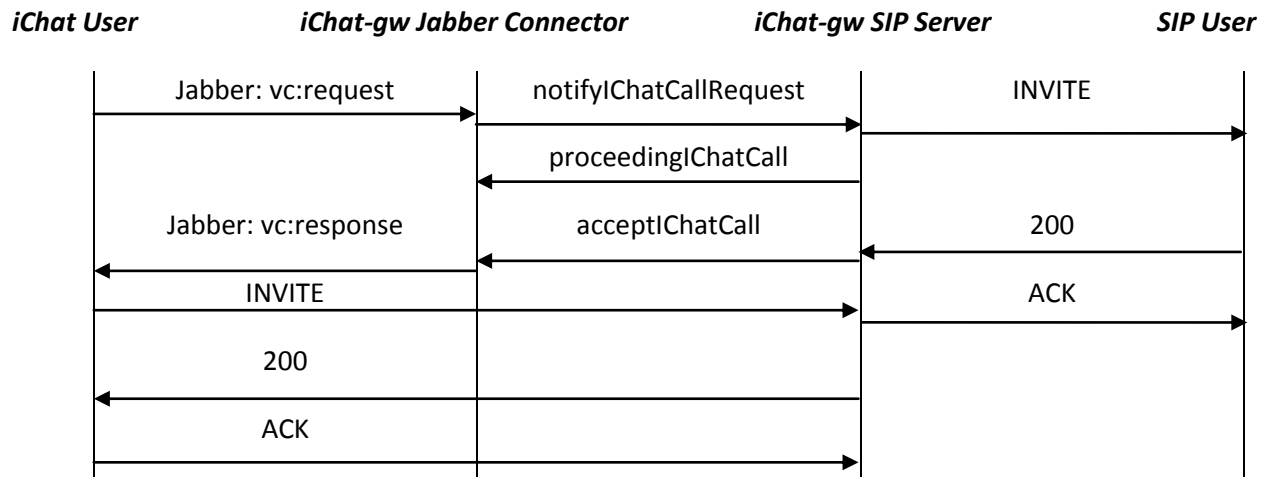 iChat User iChat-gw Jabber Connector iChat-gw SIP Server SIP User
Jabber: vc:request notifyIChatCallRequest INVITE
proceedingIChatCall
Jabber: vc:response acceptIChatCall 200
INVITE ACK
200
ACK